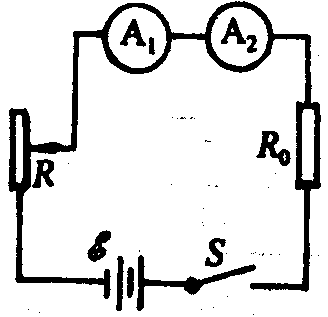 A₁ A₂
R R₀
ℰ S